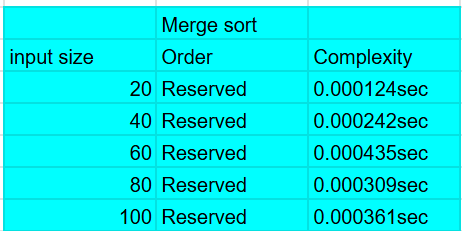 Merge sort
input size Order Complexity
20 Reserved 0.000124sec
40 Reserved 0.000242sec
60 Reserved 0.000435sec
80 Reserved 0.000309sec
100 Reserved 0.000361sec